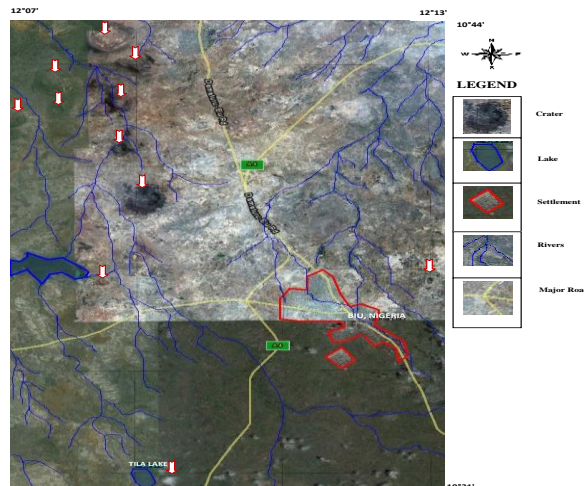 12°07'
12°13'
10°44'
N
W
LEGEND
Crater
Lake
Settlement
Rivers
Major Roa
BIU, NIGERIA
TILA LAKE